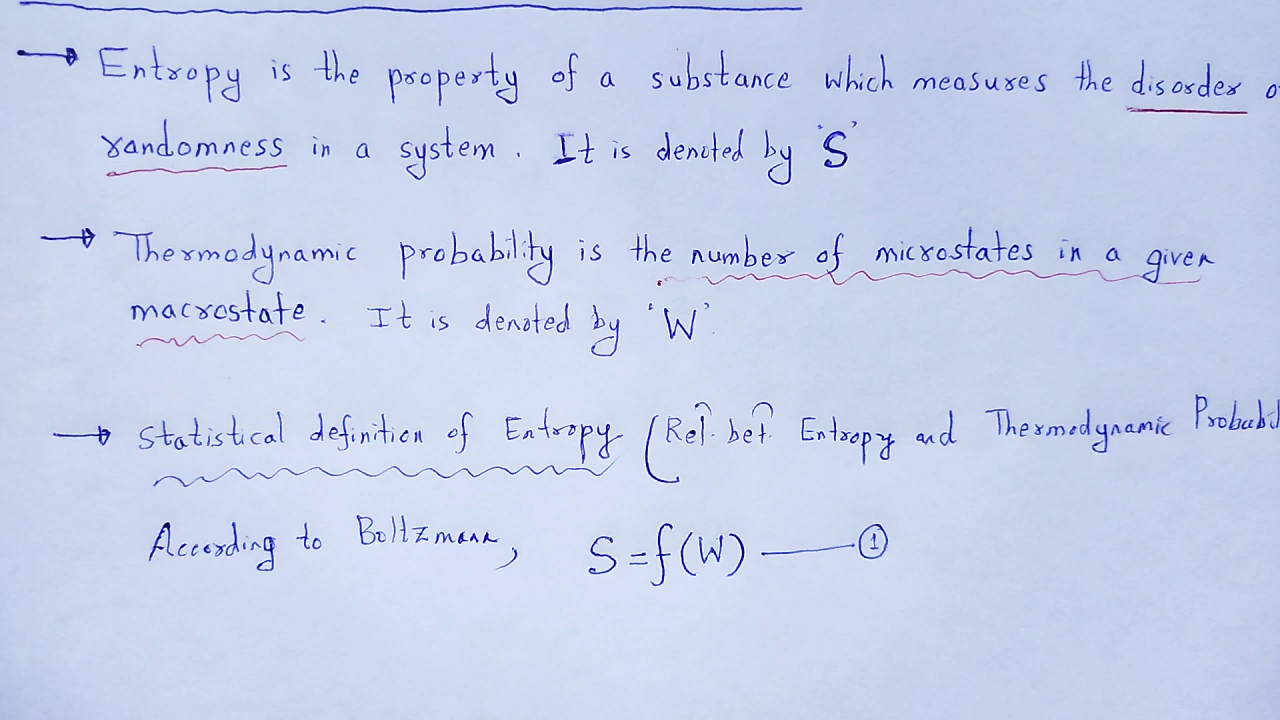 → Entropy is the property of a substance which measures the disorder o
randomness in a system. It is denoted by 'S'
→ Thermodynamic probability is the number of microstates in a given
macrostate. It is denoted by 'W'.
→ Statistical definition of Entropy (Rel. bet. Entropy and Thermodynamic Probabil
According to Boltzmann, S = f(W) —— ①